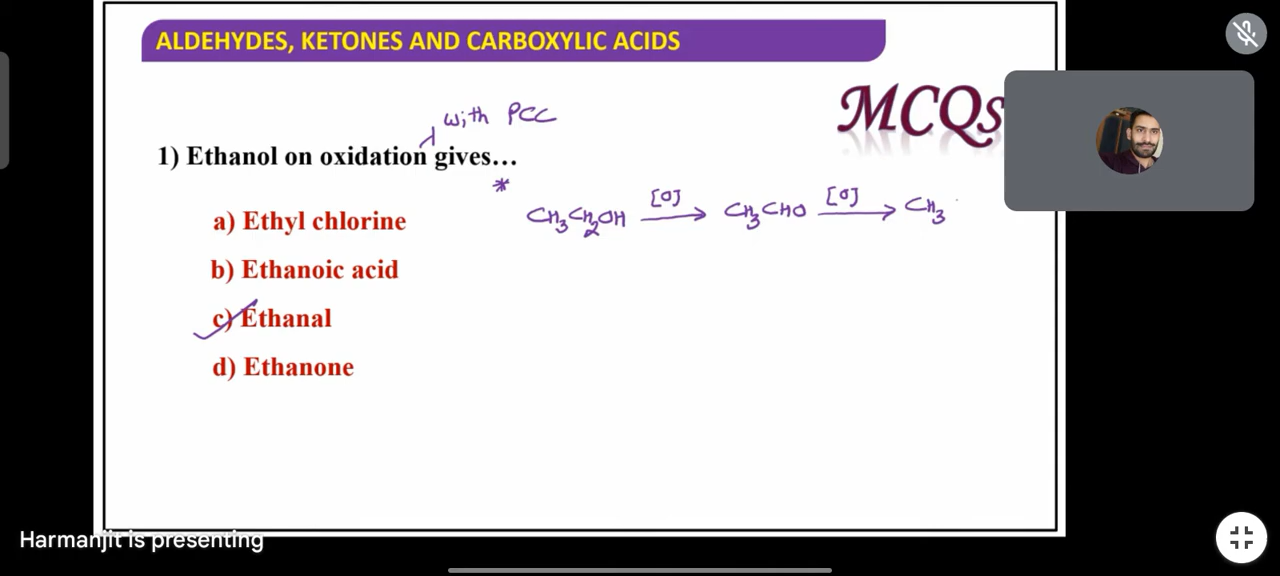 ALDEHYDES, KETONES AND CARBOXYLIC ACIDS
MCQs
with PCC
1) Ethanol on oxidation gives...
*
[O] [O]
CH₃CH₂OH ⟶ CH₃CHO ⟶ CH₃
a) Ethyl chlorine
b) Ethanoic acid
c) Ethanal
d) Ethanone
Harmanjit is presenting